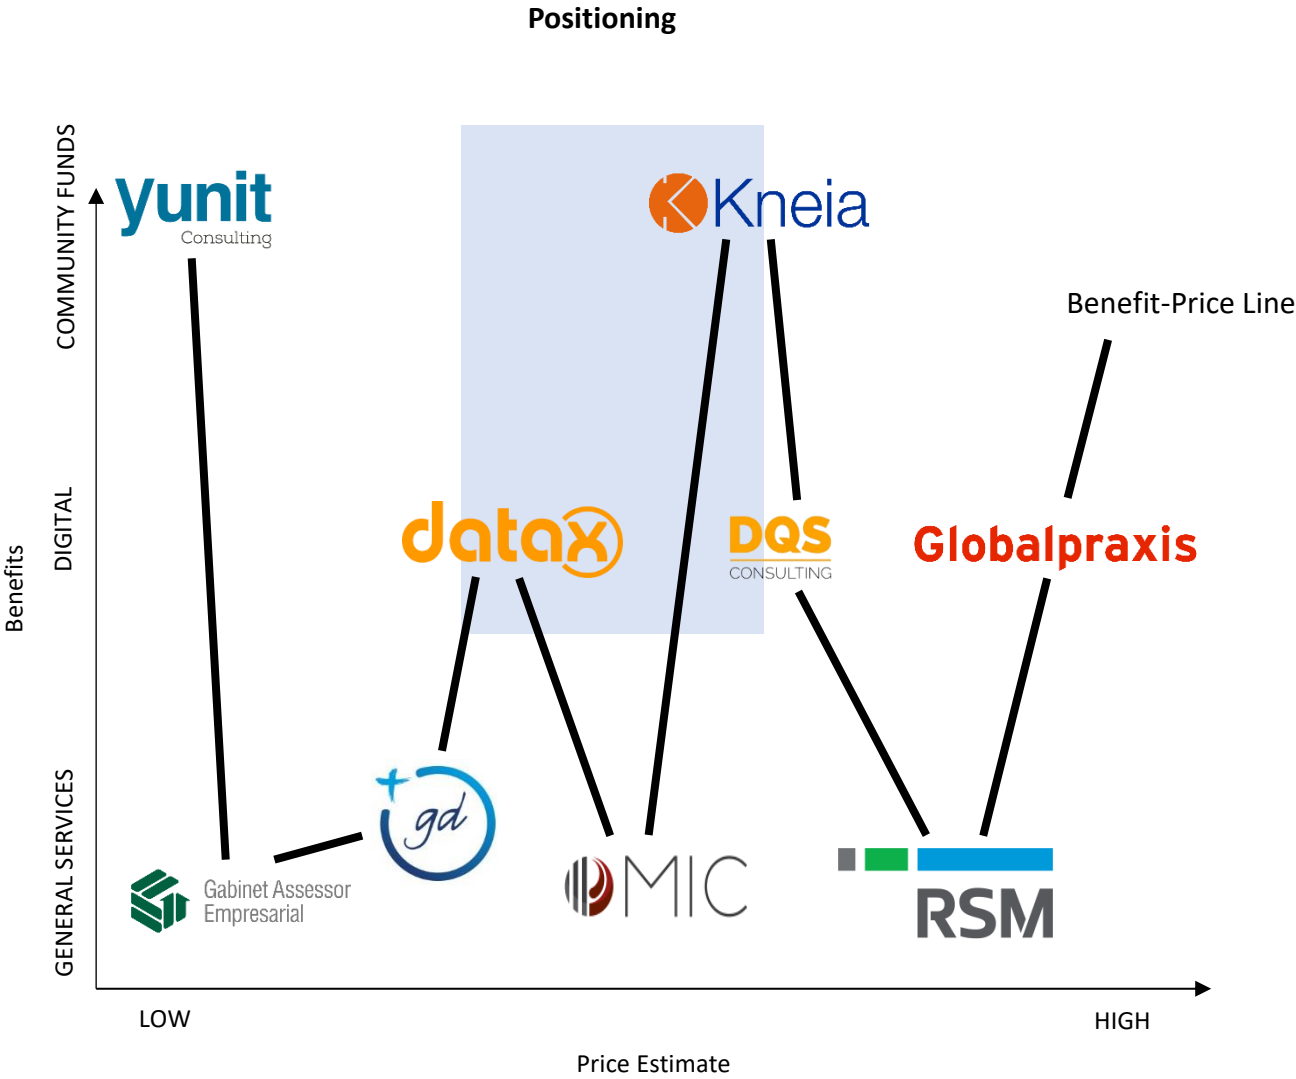 Positioning
COMMUNITY FUNDS
yunit
Consulting
Kneia
Benefit-Price Line
DIGITAL
datax
DQS
CONSULTING
Globalpraxis
Benefits
GENERAL SERVICES
gd
Gabinet Assessor
Empresarial
MIC
RSM
LOW
HIGH
Price Estimate